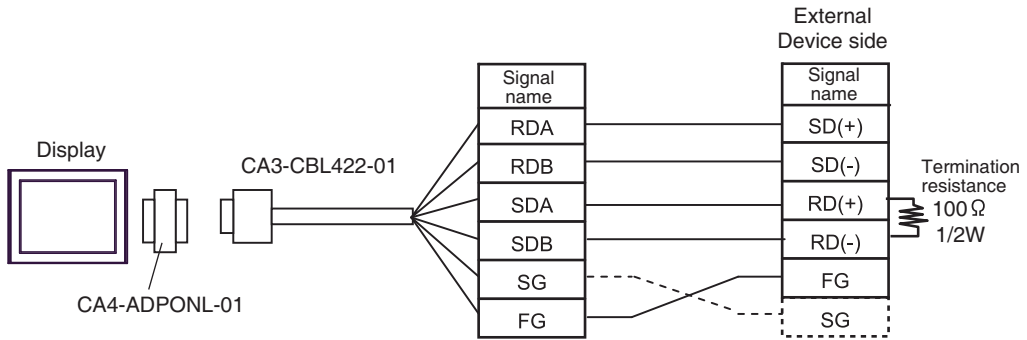 External
Device side
Signal
name
Signal
name
RDA
SD(+)
Display
CA3-CBL422-01
RDB
SD(-)
Termination
resistance
SDA
RD(+)
100Ω
SDB
RD(-)
1/2W
SG
FG
CA4-ADPONL-01
FG
SG